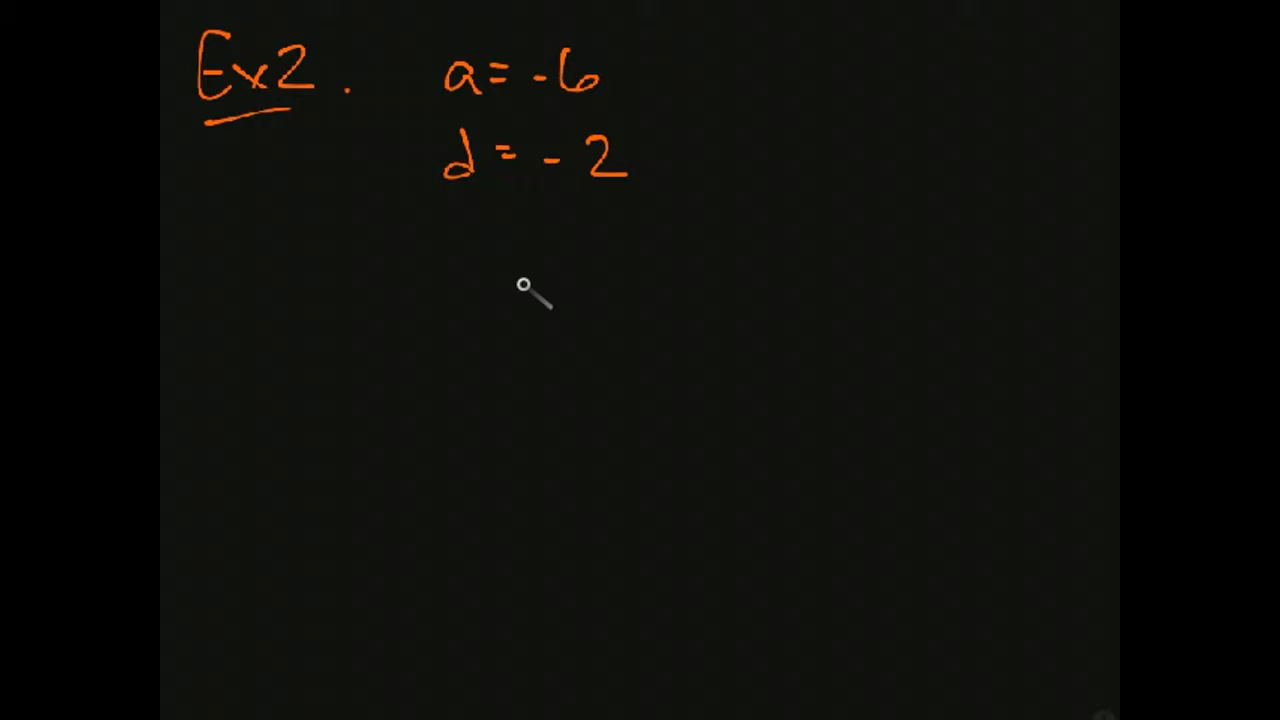 Ex2. a = -6
d = - 2